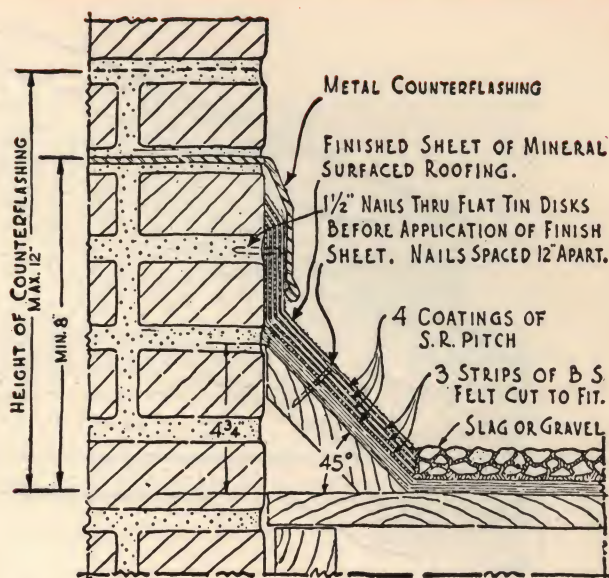 METAL COUNTERFLASHING
FINISHED SHEET OF MINERAL
SURFACED ROOFING.
1½" NAILS THRU FLAT TIN DISKS
BEFORE APPLICATION OF FINISH
SHEET. NAILS SPACED 12" APART.
HEIGHT OF COUNTERFLASHING
MAX. 12"
MIN. 8"
4 COATINGS OF
S.R. PITCH
3 STRIPS OF B.S.
FELT CUT TO FIT.
SLAG OR GRAVEL
4¾
45°